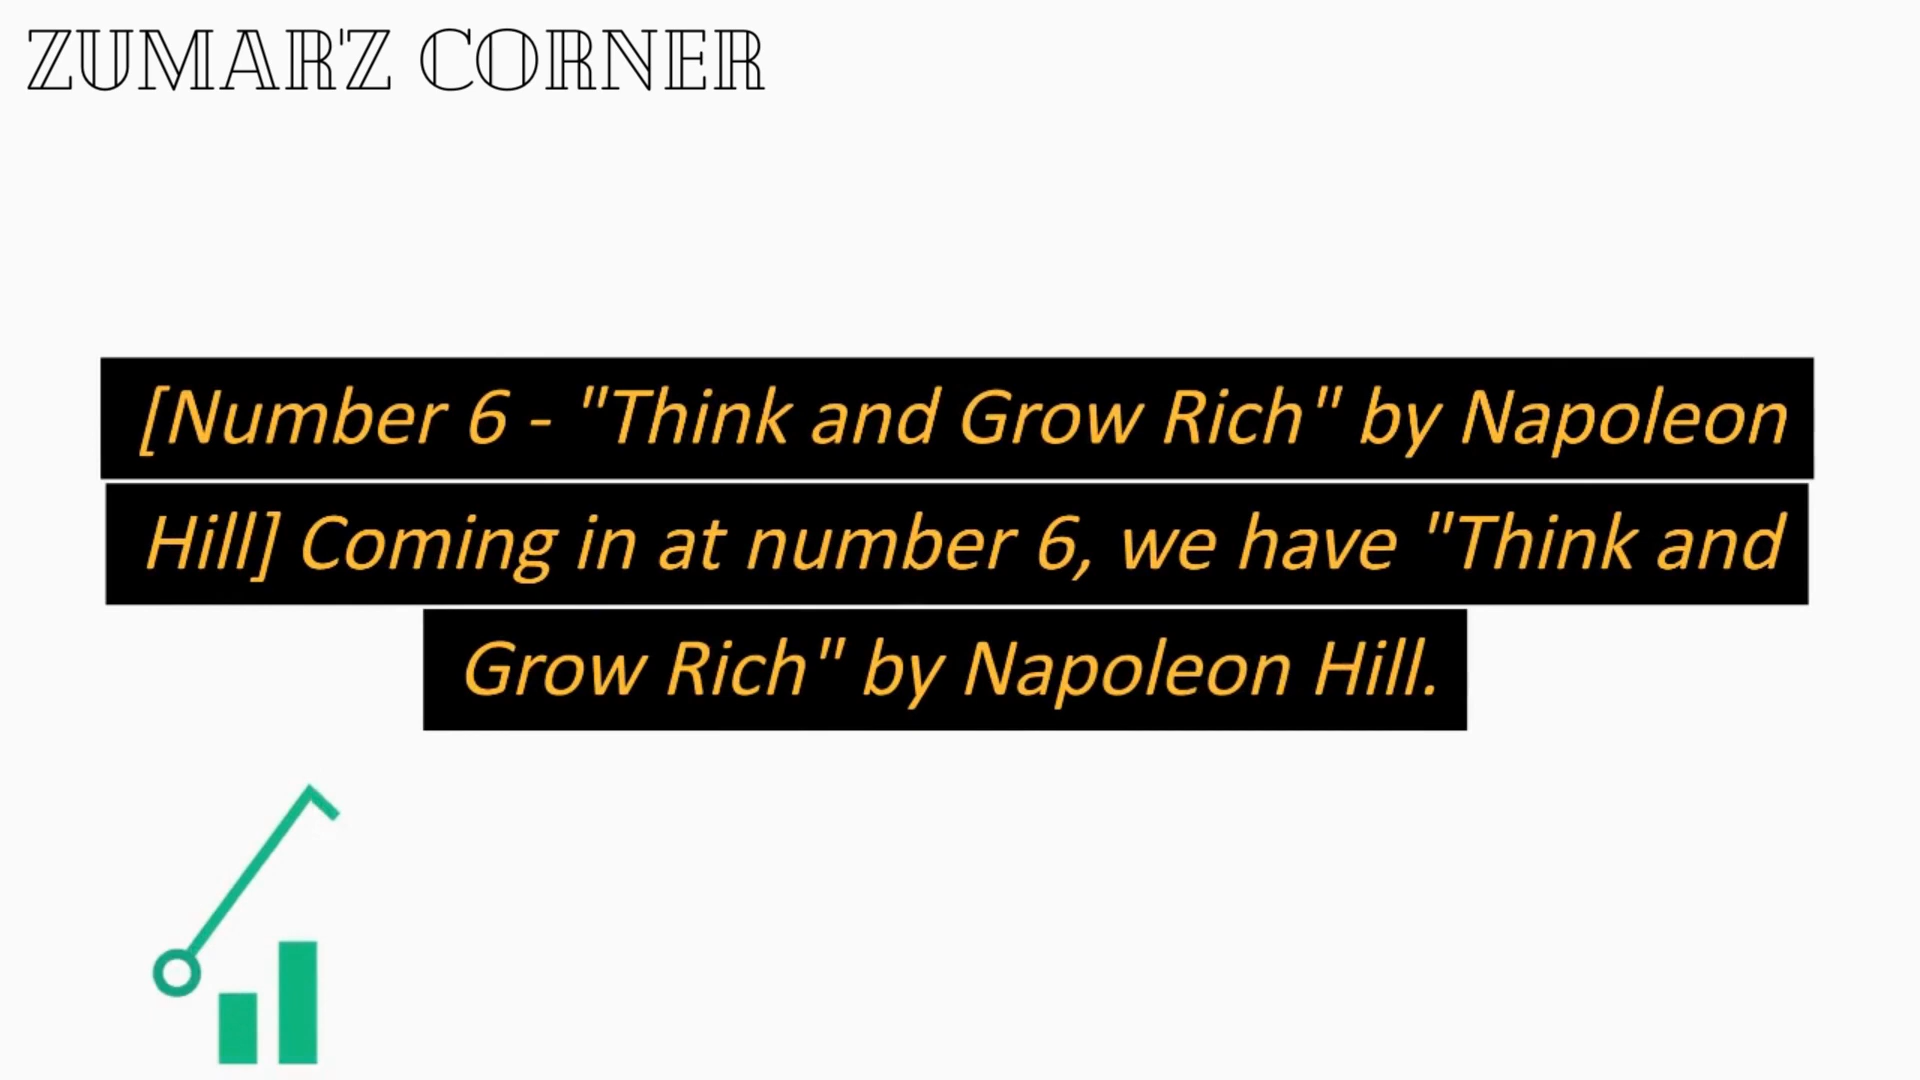 ZUMAR'Z CORNER
[Number 6 - "Think and Grow Rich" by Napoleon
Hill] Coming in at number 6, we have "Think and
Grow Rich" by Napoleon Hill.